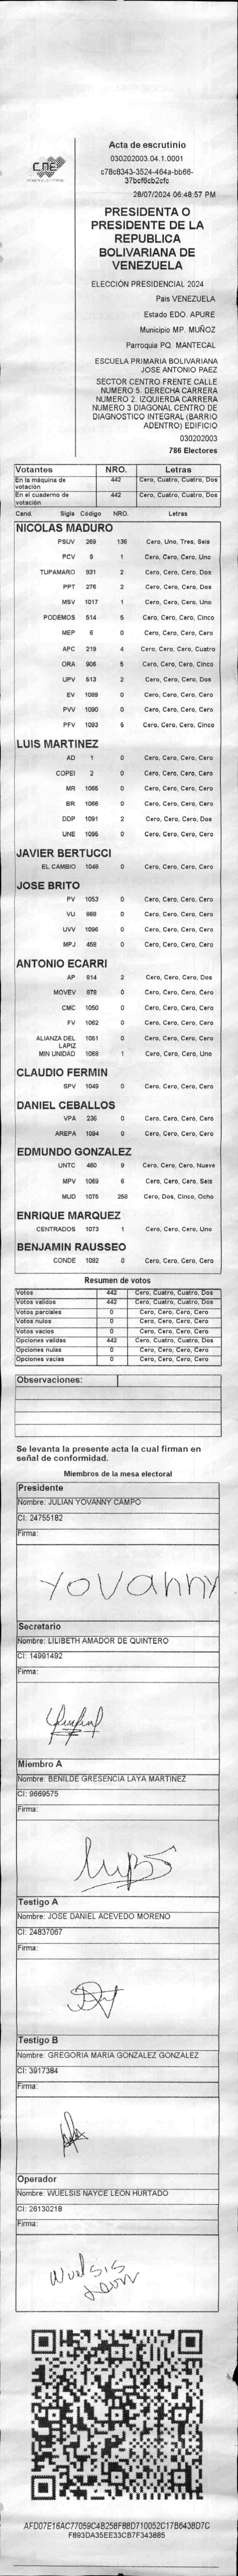 CNE
Acta de escrutinio
030202003.04.1.0001
c78c8343-3524-464a-bb66-
37bcf6cb2cfc
28/07/2024 06:48:57 PM
PRESIDENTA O
PRESIDENTE DE LA
REPUBLICA
BOLIVARIANA DE
VENEZUELA
ELECCIÓN PRESIDENCIAL 2024
Pais VENEZUELA
Estado EDO. APURE
Municipio MP. MUÑOZ
Parroquia PQ. MANTECAL
ESCUELA PRIMARIA BOLIVARIANA
JOSE ANTONIO PAEZ
SECTOR CENTRO FRENTE CALLE
NUMERO 5. DERECHA CARRERA
NUMERO 2. IZQUIERDA CARRERA
NUMERO 3 DIAGONAL CENTRO DE
DIAGNOSTICO INTEGRAL (BARRIO
ADENTRO) EDIFICIO
030202003
786 Electores
Votantes NRO. Letras
En la máquina de votación 442 Cero, Cuatro, Cuatro, Dos
En el cuaderno de votación 442 Cero, Cuatro, Cuatro, Dos
Cand. Sigls Código NRO. Letras
NICOLAS MADURO
PSUV 269 136 Cero, Uno, Tres, Seis
PCV 9 1 Cero, Cero, Cero, Uno
TUPAMARO 931 2 Cero, Cero, Cero, Dos
PPT 276 2 Cero, Cero, Cero, Dos
MSV 1017 1 Cero, Cero, Cero, Uno
PODEMOS 514 5 Cero, Cero, Cero, Cinco
MEP 6 0 Cero, Cero, Cero, Cero
APC 219 4 Cero, Cero, Cero, Cuatro
ORA 906 5 Cero, Cero, Cero, Cinco
UPV 513 2 Cero, Cero, Cero, Dos
EV 1089 0 Cero, Cero, Cero, Cero
PVV 1090 0 Cero, Cero, Cero, Cero
PFV 1093 5 Cero, Cero, Cero, Cinco
LUIS MARTINEZ
AD 1 0 Cero, Cero, Cero, Cero
COPEI 2 0 Cero, Cero, Cero, Cero
MR 1065 0 Cero, Cero, Cero, Cero
BR 1066 0 Cero, Cero, Cero, Cero
DDP 1091 2 Cero, Cero, Cero, Dos
UNE 1095 0 Cero, Cero, Cero, Cero
JAVIER BERTUCCI
EL CAMBIO 1048 0 Cero, Cero, Cero, Cero
JOSE BRITO
PV 1053 0 Cero, Cero, Cero, Cero
VU 868 0 Cero, Cero, Cero, Cero
UVV 1096 0 Cero, Cero, Cero, Cero
MPJ 458 0 Cero, Cero, Cero, Cero
ANTONIO ECARRI
AP 814 2 Cero, Cero, Cero, Dos
MOVEV 878 0 Cero, Cero, Cero, Cero
CMC 1050 0 Cero, Cero, Cero, Cero
FV 1062 0 Cero, Cero, Cero, Cero
ALIANZA DEL LAPIZ 1051 0 Cero, Cero, Cero, Cero
MIN UNIDAD 1068 1 Cero, Cero, Cero, Uno
CLAUDIO FERMIN
SPV 1049 0 Cero, Cero, Cero, Cero
DANIEL CEBALLOS
VPA 236 0 Cero, Cero, Cero, Cero
AREPA 1094 0 Cero, Cero, Cero, Cero
EDMUNDO GONZALEZ
UNTC 460 9 Cero, Cero, Cero, Nueve
MPV 1069 6 Cero, Cero, Cero, Seis
MUD 1075 258 Cero, Dos, Cinco, Ocho
ENRIQUE MARQUEZ
CENTRADOS 1073 1 Cero, Cero, Cero, Uno
BENJAMIN RAUSSEO
CONDE 1082 0 Cero, Cero, Cero, Cero
Resumen de votos
Votos 442 Cero, Cuatro, Cuatro, Dos
Votos validos 442 Cero, Cuatro, Cuatro, Dos
Votos parciales 0 Cero, Cero, Cero, Cero
Votos nulos 0 Cero, Cero, Cero, Cero
Votos vacios 0 Cero, Cero, Cero, Cero
Opciones validas 442 Cero, Cuatro, Cuatro, Dos
Opciones nulas 0 Cero, Cero, Cero, Cero
Opciones vacias 0 Cero, Cero, Cero, Cero
Observaciones:
Se levanta la presente acta la cual firman en
señal de conformidad.
Miembros de la mesa electoral
Presidente
Nombre: JULIAN YOVANNY CAMPO
CI: 24755182
Firma:
Yovanny
Secretario
Nombre: LILIBETH AMADOR DE QUINTERO
CI: 14991492
Firma:
Miembro A
Nombre: BENILDE GRESENCIA LAYA MARTINEZ
CI: 9669575
Firma:
Testigo A
Nombre: JOSE DANIEL ACEVEDO MORENO
CI: 24837067
Firma:
Testigo B
Nombre: GREGORIA MARIA GONZALEZ GONZALEZ
CI: 3917384
Firma:
Operador
Nombre: WUELSIS NAYCE LEON HURTADO
CI: 26130218
Firma:
Wuelsis
Leon
AFD07E16AC77059C4B258F88D710052C17B6438D7C
F893DA35EE33CB7F343885